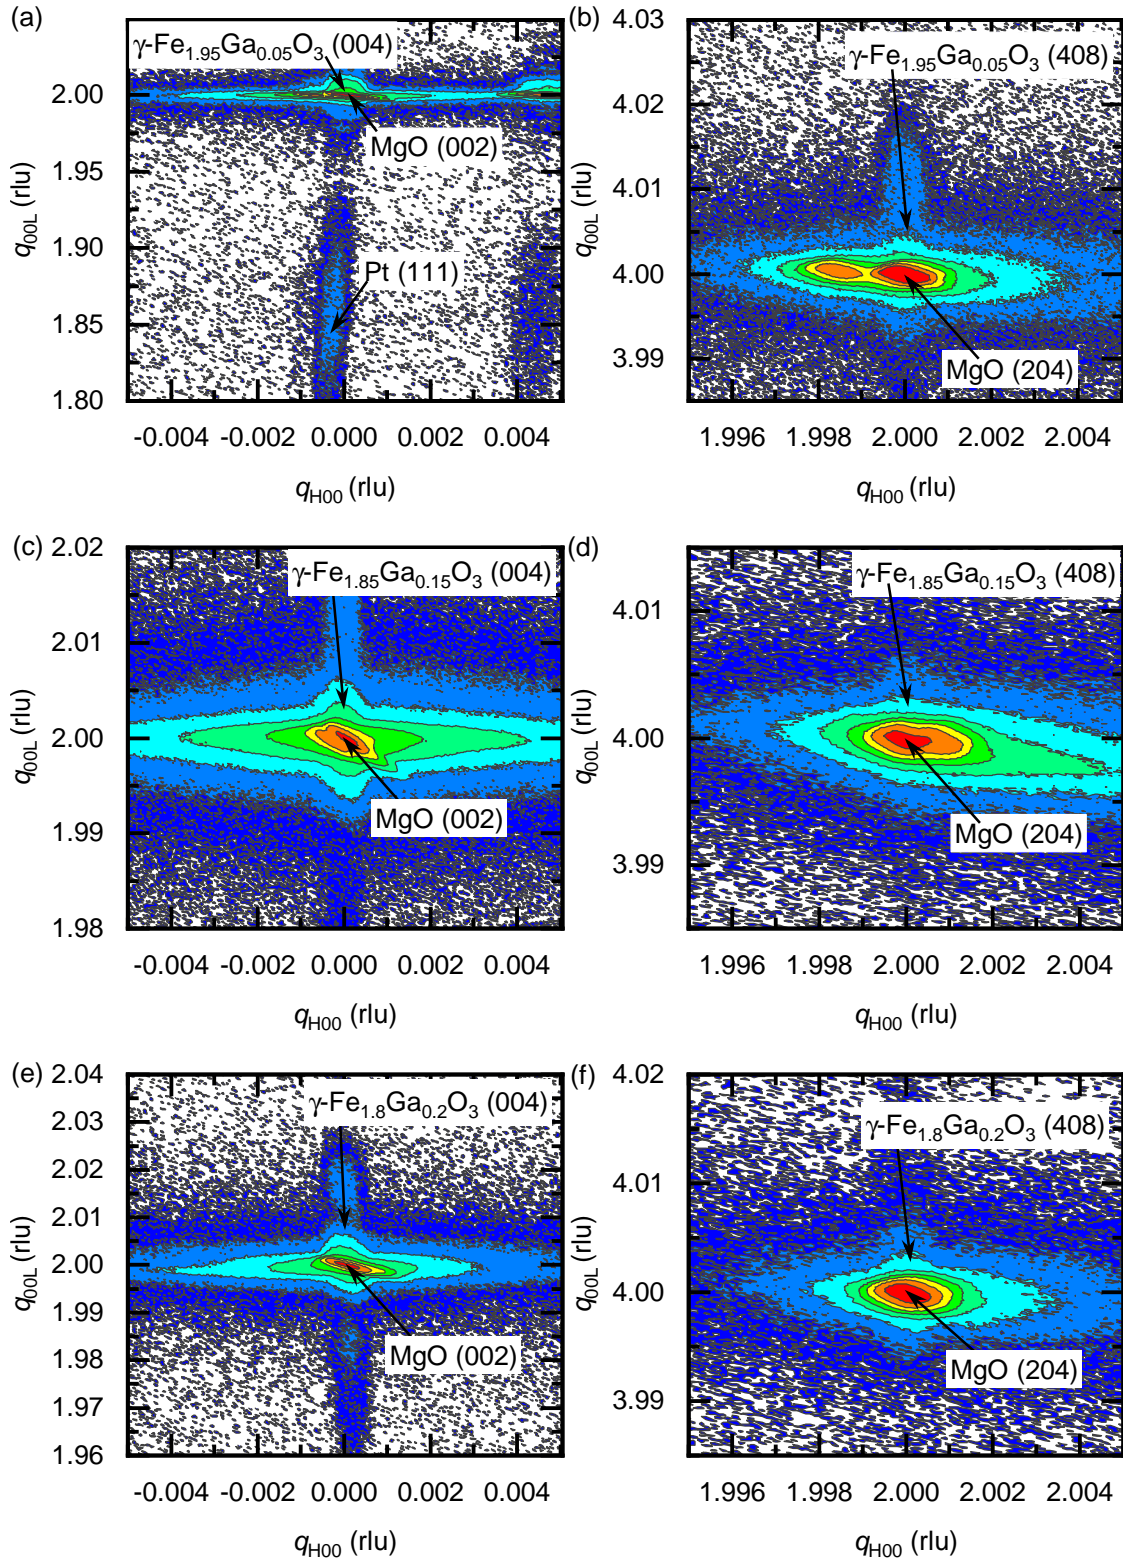 (a)
γ-Fe1.95Ga0.05O3 (004)
2.00
1.95
1.90
1.85
1.80
MgO (002)
Pt (111)
q00L (rlu)
-0.004 -0.002 0.000 0.002 0.004
qH00 (rlu)
(b)
4.03
4.02
4.01
4.00
3.99
γ-Fe1.95Ga0.05O3 (408)
MgO (204)
q00L (rlu)
1.996 1.998 2.000 2.002 2.004
qH00 (rlu)
(c)
2.02
2.01
2.00
1.99
1.98
γ-Fe1.85Ga0.15O3 (004)
MgO (002)
q00L (rlu)
-0.004 -0.002 0.000 0.002 0.004
qH00 (rlu)
(d)
4.01
4.00
3.99
γ-Fe1.85Ga0.15O3 (408)
MgO (204)
q00L (rlu)
1.996 1.998 2.000 2.002 2.004
qH00 (rlu)
(e)
2.04
2.03
2.02
2.01
2.00
1.99
1.98
1.97
1.96
γ-Fe1.8Ga0.2O3 (004)
MgO (002)
q00L (rlu)
-0.004 -0.002 0.000 0.002 0.004
qH00 (rlu)
(f)
4.02
4.01
4.00
3.99
γ-Fe1.8Ga0.2O3 (408)
MgO (204)
q00L (rlu)
1.996 1.998 2.000 2.002 2.004
qH00 (rlu)